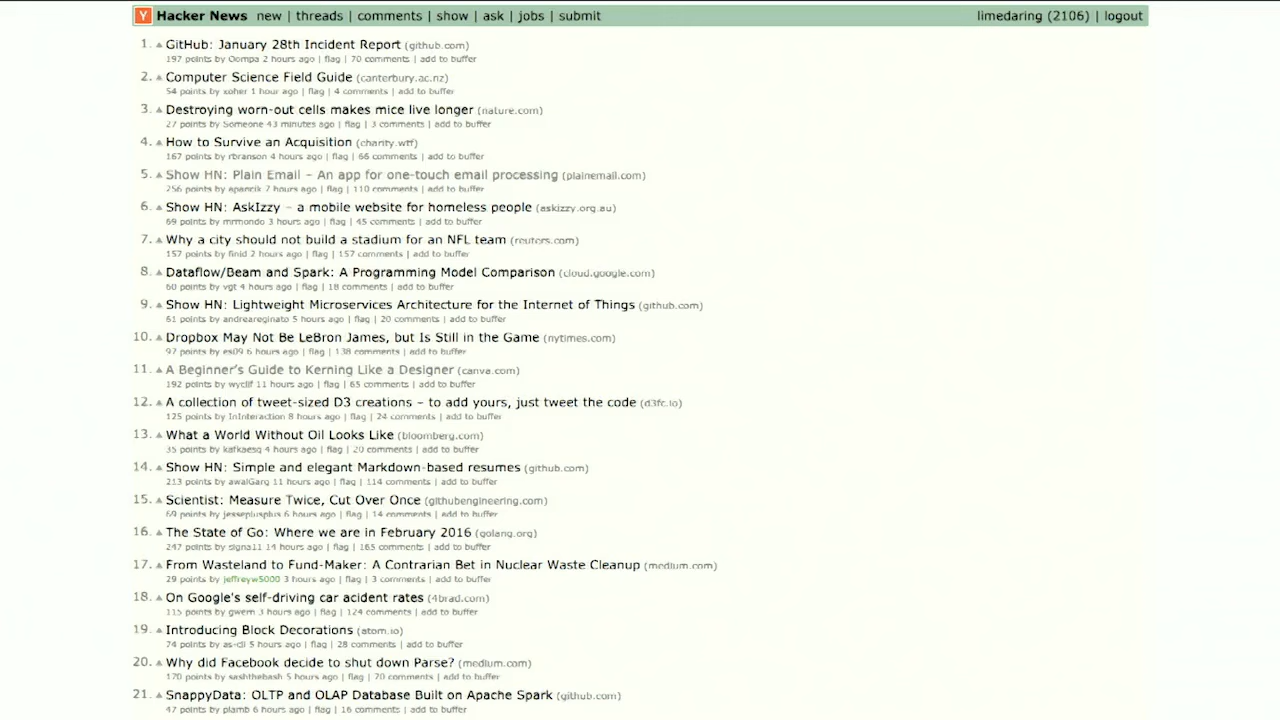 Y Hacker News new | threads | comments | show | ask | jobs | submit limedaring (2106) | logout
1. GitHub: January 28th Incident Report (github.com)
197 points by Oompa 2 hours ago | flag | 70 comments | add to buffer
2. Computer Science Field Guide (canterbury.ac.nz)
54 points by xoher 1 hour ago | flag | 4 comments | add to buffer
3. Destroying worn-out cells makes mice live longer (nature.com)
27 points by Someone 43 minutes ago | flag | 3 comments | add to buffer
4. How to Survive an Acquisition (charity.wtf)
167 points by rbranson 4 hours ago | flag | 66 comments | add to buffer
5. Show HN: Plain Email – An app for one-touch email processing (plainemail.com)
256 points by apancik 7 hours ago | flag | 110 comments | add to buffer
6. Show HN: AskIzzy – a mobile website for homeless people (askizzy.org.au)
69 points by mrmondo 3 hours ago | flag | 45 comments | add to buffer
7. Why a city should not build a stadium for an NFL team (reuters.com)
157 points by finid 2 hours ago | flag | 157 comments | add to buffer
8. Dataflow/Beam and Spark: A Programming Model Comparison (cloud.google.com)
60 points by vgt 4 hours ago | flag | 18 comments | add to buffer
9. Show HN: Lightweight Microservices Architecture for the Internet of Things (github.com)
61 points by andreareginato 5 hours ago | flag | 20 comments | add to buffer
10. Dropbox May Not Be LeBron James, but Is Still in the Game (nytimes.com)
97 points by es09 6 hours ago | flag | 138 comments | add to buffer
11. A Beginner's Guide to Kerning Like a Designer (canva.com)
192 points by wyclif 11 hours ago | flag | 65 comments | add to buffer
12. A collection of tweet-sized D3 creations – to add yours, just tweet the code (d3fc.io)
125 points by InInteraction 8 hours ago | flag | 24 comments | add to buffer
13. What a World Without Oil Looks Like (bloomberg.com)
35 points by kafkaesq 4 hours ago | flag | 20 comments | add to buffer
14. Show HN: Simple and elegant Markdown-based resumes (github.com)
213 points by awalGarg 11 hours ago | flag | 114 comments | add to buffer
15. Scientist: Measure Twice, Cut Over Once (githubengineering.com)
69 points by jesseplusplus 6 hours ago | flag | 14 comments | add to buffer
16. The State of Go: Where we are in February 2016 (golang.org)
247 points by signa11 14 hours ago | flag | 165 comments | add to buffer
17. From Wasteland to Fund-Maker: A Contrarian Bet in Nuclear Waste Cleanup (medium.com)
29 points by jeffreyw5000 3 hours ago | flag | 3 comments | add to buffer
18. On Google's self-driving car acident rates (4brad.com)
115 points by gwern 3 hours ago | flag | 124 comments | add to buffer
19. Introducing Block Decorations (atom.io)
74 points by as-cii 5 hours ago | flag | 28 comments | add to buffer
20. Why did Facebook decide to shut down Parse? (medium.com)
170 points by sashthebash 5 hours ago | flag | 70 comments | add to buffer
21. SnappyData: OLTP and OLAP Database Built on Apache Spark (github.com)
47 points by plamb 6 hours ago | flag | 16 comments | add to buffer